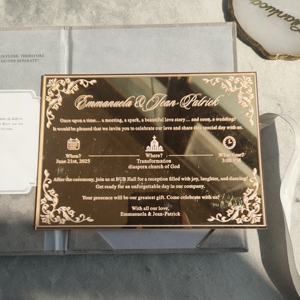 Emmanuela & Jean-Patrick
Once upon a time... a meeting, a spark, a beautiful love story... and soon, a wedding!
It would be pleasured that we invite you to celebrate our love and share this special day with us.
When? Where? What time?
June 21st, 2025 Transformation
diaspora church of God
After the ceremony, join us at BUB Hall for a reception filled with joy, laughter, and dancing!
Get ready for an unforgettable day in our company.
Your presence will be our greatest gift. Come celebrate with us!
With all our love,
Emmanuela & Jean-Patrick